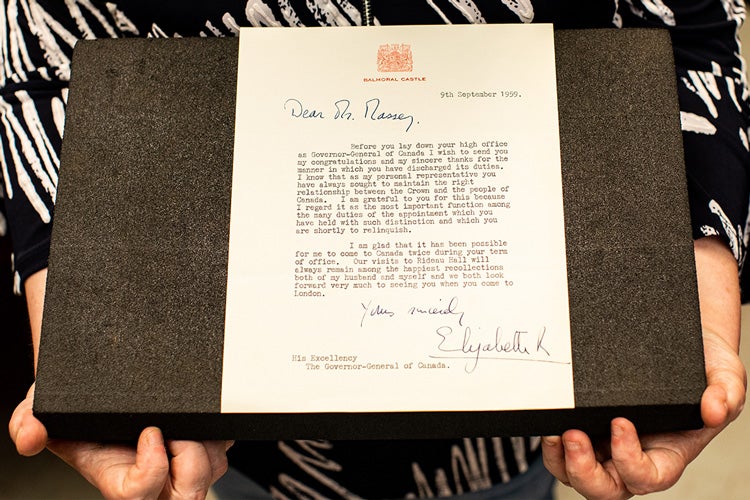 BALMORAL CASTLE
9th September 1959.
Dear Mr. Massey,
Before you lay down your high office
as Governor-General of Canada I wish to send you
my congratulations and my sincere thanks for the
manner in which you have discharged its duties.
I know that as my personal representative you
have always sought to maintain the right
relationship between the Crown and the people of
Canada. I am grateful to you for this because
I regard it as the most important function among
the many duties of the appointment which you
have held with such distinction and which you
are shortly to relinquish.
I am glad that it has been possible
for me to come to Canada twice during your term
of office. Our visits to Rideau Hall will
always remain among the happiest recollections
both of my husband and myself and we both look
forward very much to seeing you when you come to
London.
Yours sincerely
Elizabeth R
His Excellency
The Governor-General of Canada.